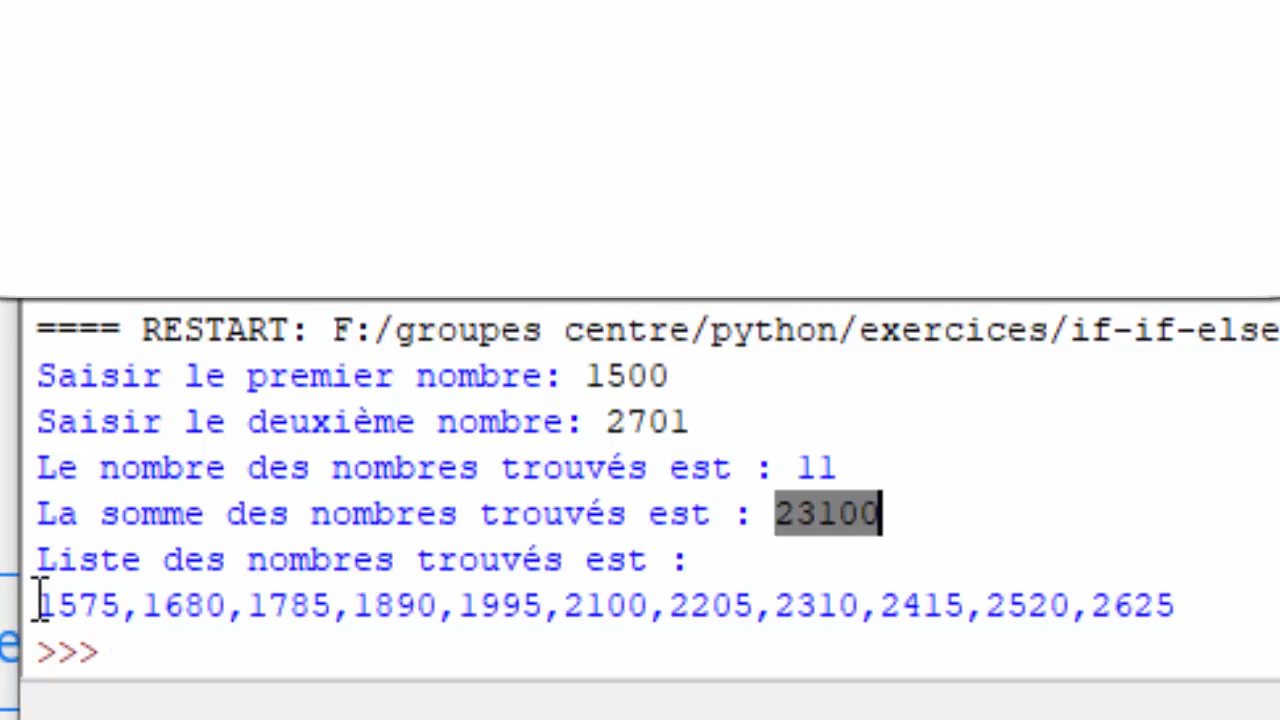 ==== RESTART: F:/groupes centre/python/exercices/if-if-else
Saisir le premier nombre: 1500
Saisir le deuxième nombre: 2701
Le nombre des nombres trouvés est : 11
La somme des nombres trouvés est : 23100
Liste des nombres trouvés est :
1575,1680,1785,1890,1995,2100,2205,2310,2415,2520,2625
e
>>>